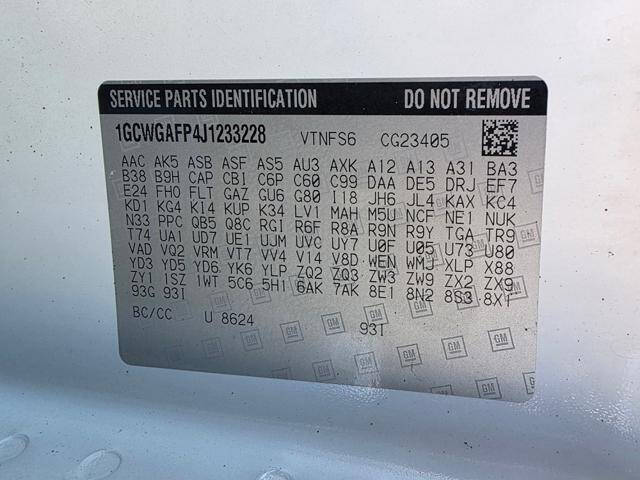 SERVICE PARTS IDENTIFICATION DO NOT REMOVE
1GCWGAFP4J1233228 VTNFS6 CG23405
AAC AK5 ASB ASF AS5 AU3 AXK A12 A13 A31 BA3
B38 B9H CAP CB1 C6P C60 C99 DAA DE5 DRJ EF7
E24 FHO FLT GAZ GU6 G80 I18 JH6 JL4 KAX KC4
KD1 KG4 KI4 KUP K34 LV1 MAH M5U NCF NE1 NUK
N33 PPC QB5 Q8C RG1 R6F R8A R9N R9Y TGA TR9
T74 UA1 UD7 UE1 UJM UVC UY7 U0F U05 U73 U80
VAD VQ2 VRM VT7 VV4 V14 V8D WEN WMJ XLP X88
YD3 YD5 YD6 YK6 YLP ZQ2 ZQ3 ZW3 ZW9 ZX2 ZX9
ZY1 1SZ 1WT 5C6 5H1 6AK 7AK 8E1 8N2 8S3 8XT
93G 93I
BC/CC U 8624 93I
GM